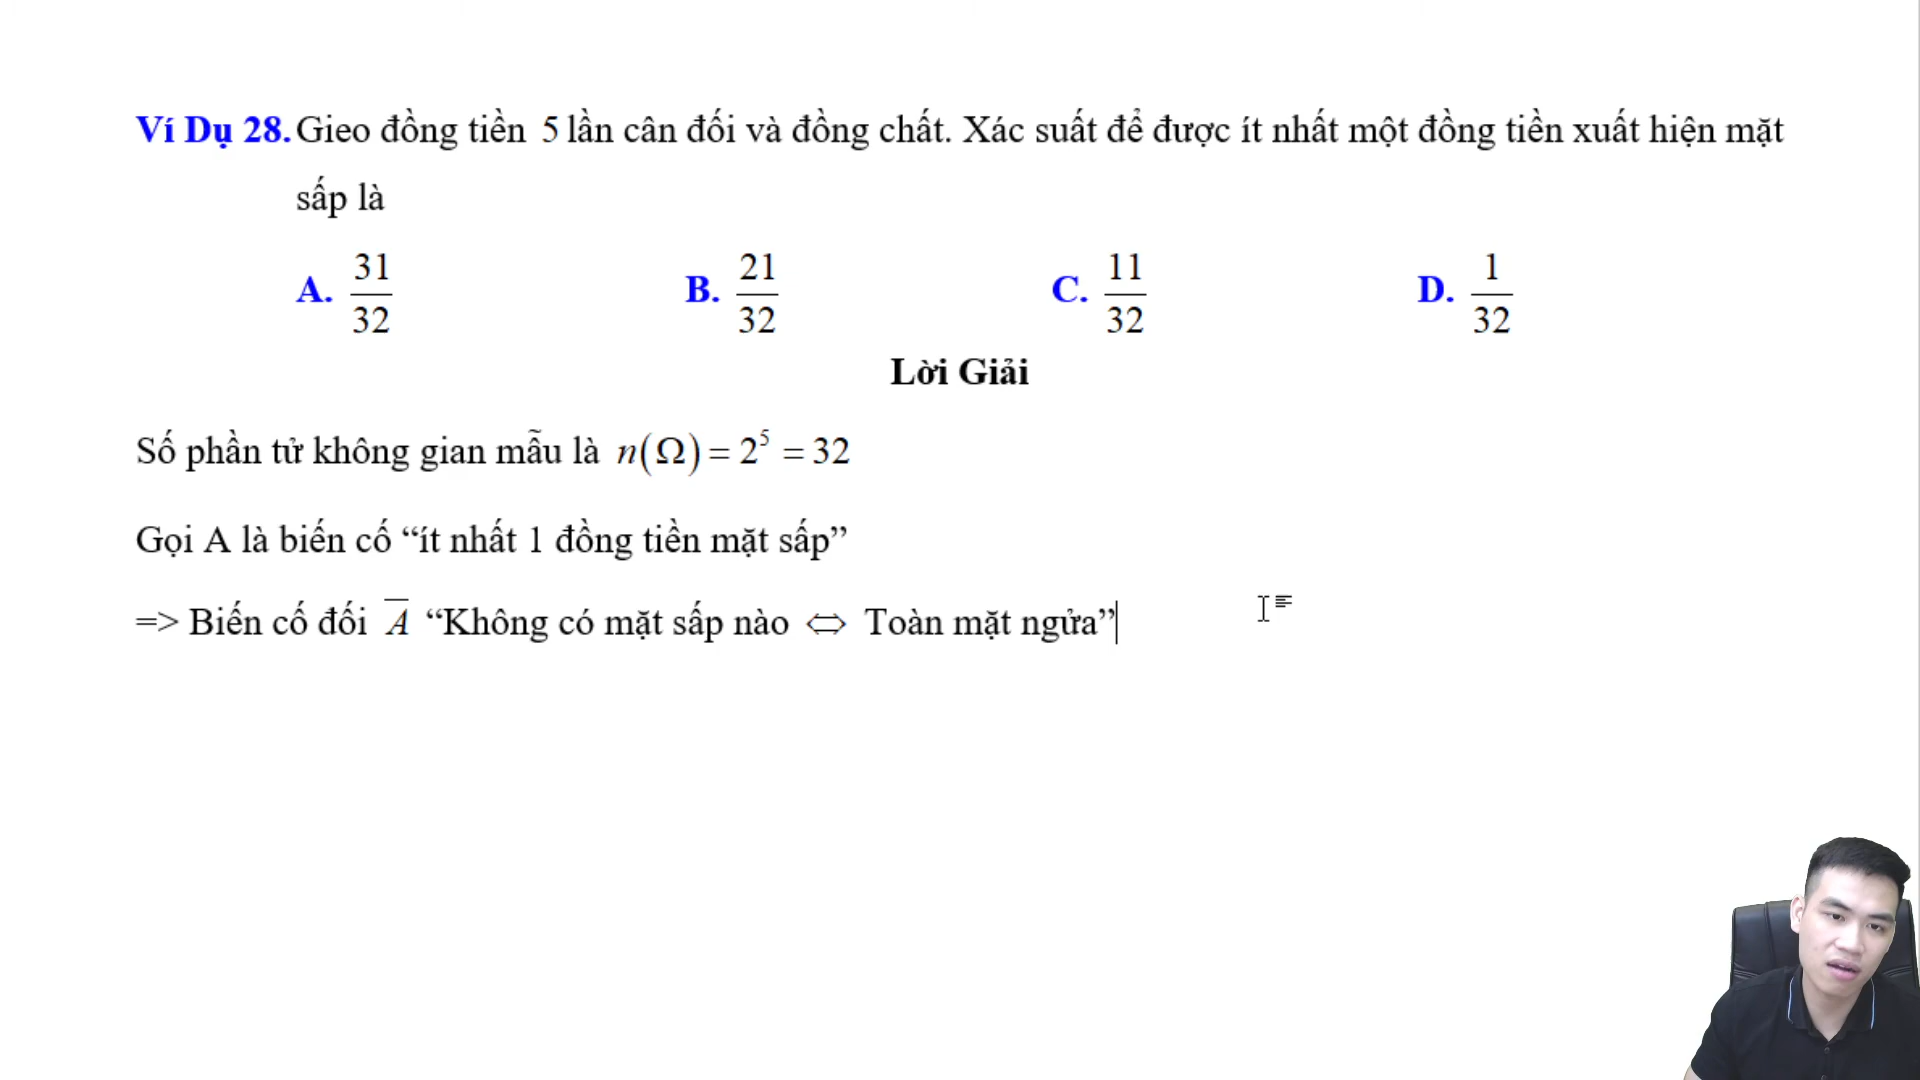 Ví Dụ 28. Gieo đồng tiền 5 lần cân đối và đồng chất. Xác suất để được ít nhất một đồng tiền xuất hiện mặt
sấp là
A. 31/32 B. 21/32 C. 11/32 D. 1/32
Lời Giải
Số phần tử không gian mẫu là n(Ω) = 2⁵ = 32
Gọi A là biến cố “ít nhất 1 đồng tiền mặt sấp”
=> Biến cố đối A̅ “Không có mặt sấp nào ⇔ Toàn mặt ngửa”